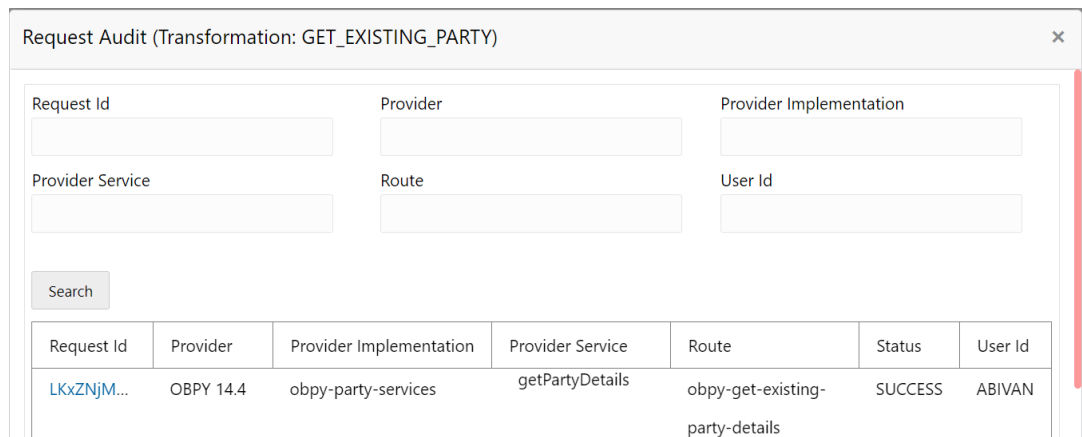 Request Audit (Transformation: GET_EXISTING_PARTY) ×
Request Id Provider Provider Implementation
Provider Service Route User Id
Search
Request Id Provider Provider Implementation Provider Service Route Status User Id
LKxZNjM... OBPY 14.4 obpy-party-services getPartyDetails obpy-get-existing- SUCCESS ABIVAN
party-details